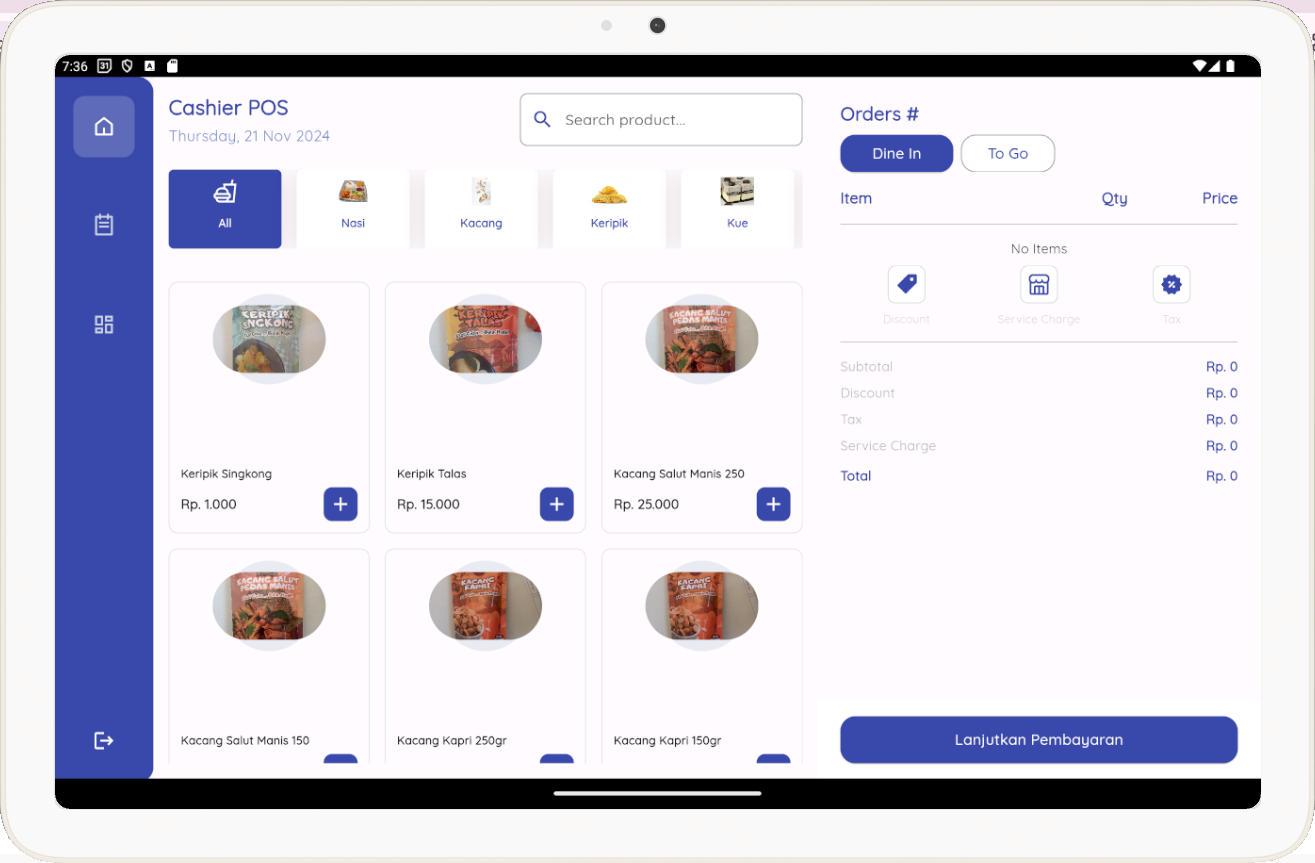 7:36
31
A
Cashier POS
Thursday, 21 Nov 2024
Search product...
All
Nasi
Kacang
Keripik
Kue
KERIPIK
Keripik Singkong
Rp. 1.000
KERIPIK
TALAS
Keripik Talas
Rp. 15.000
KACANG SALUT
PEDAS MANIS
Kacang Salut Manis 250
Rp. 25.000
KACANG SALUT
PEDAS MANIS
Kacang Salut Manis 150
KACANG
KAPRI
Kacang Kapri 250gr
KACANG
KAPRI
Kacang Kapri 150gr
Orders #
Dine In
To Go
Item Qty Price
No Items
Discount
Service Charge
Tax
Subtotal Rp. 0
Discount Rp. 0
Tax Rp. 0
Service Charge Rp. 0
Total Rp. 0
Lanjutkan Pembayaran